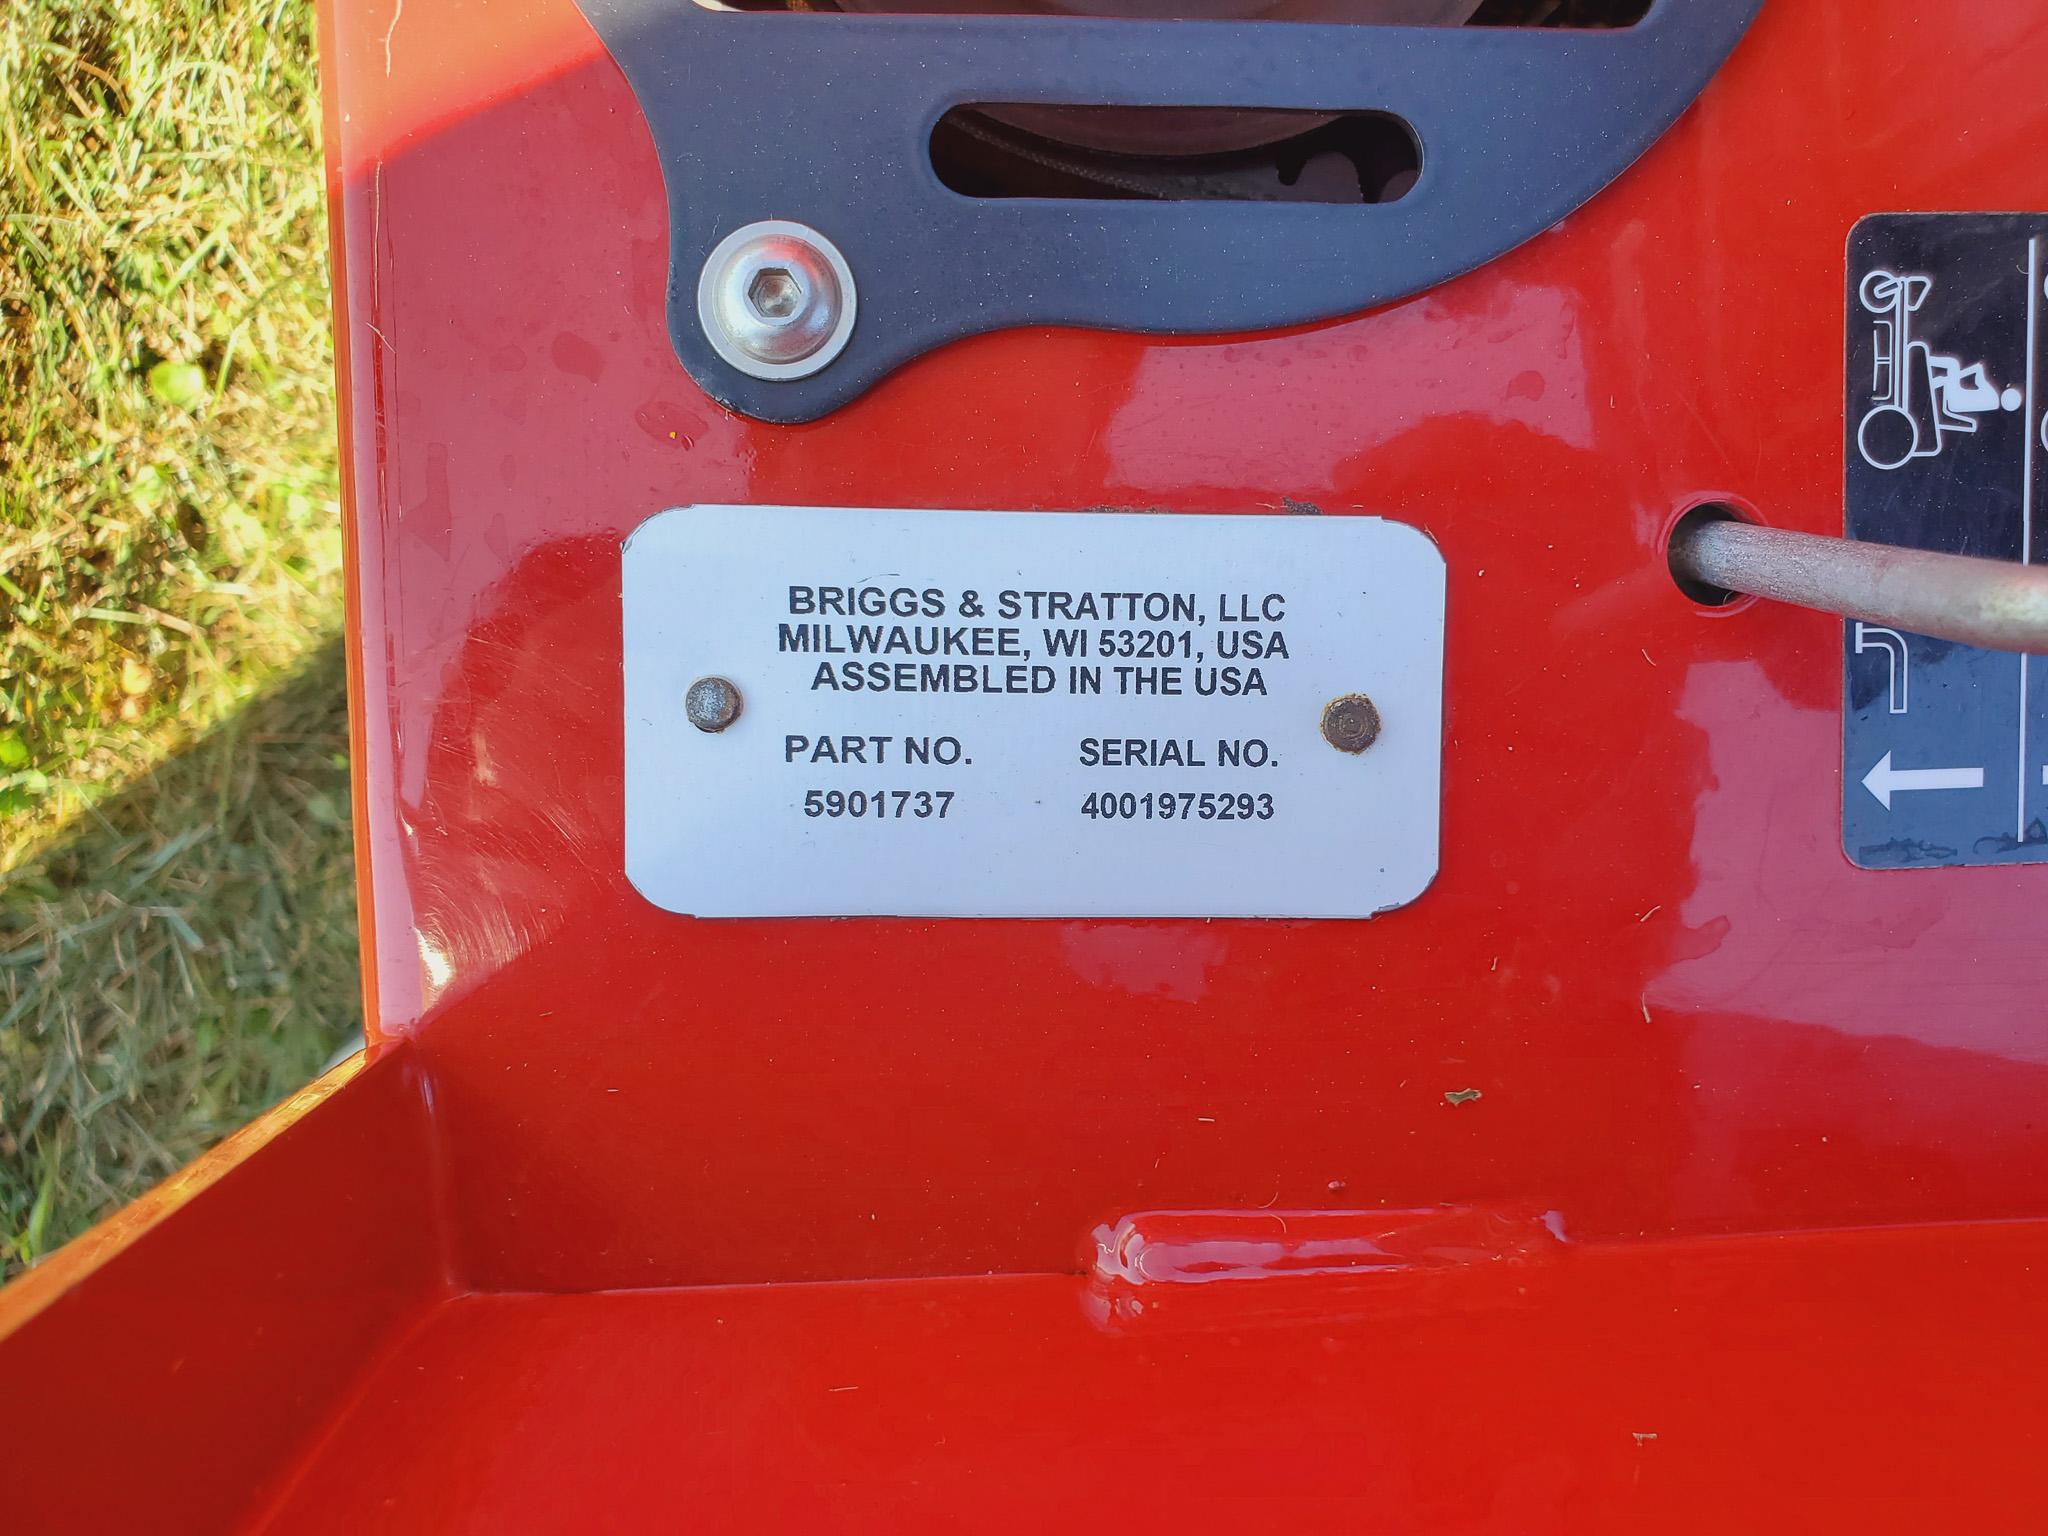 BRIGGS & STRATTON, LLC
MILWAUKEE, WI 53201, USA
ASSEMBLED IN THE USA
PART NO. SERIAL NO.
5901737 4001975293